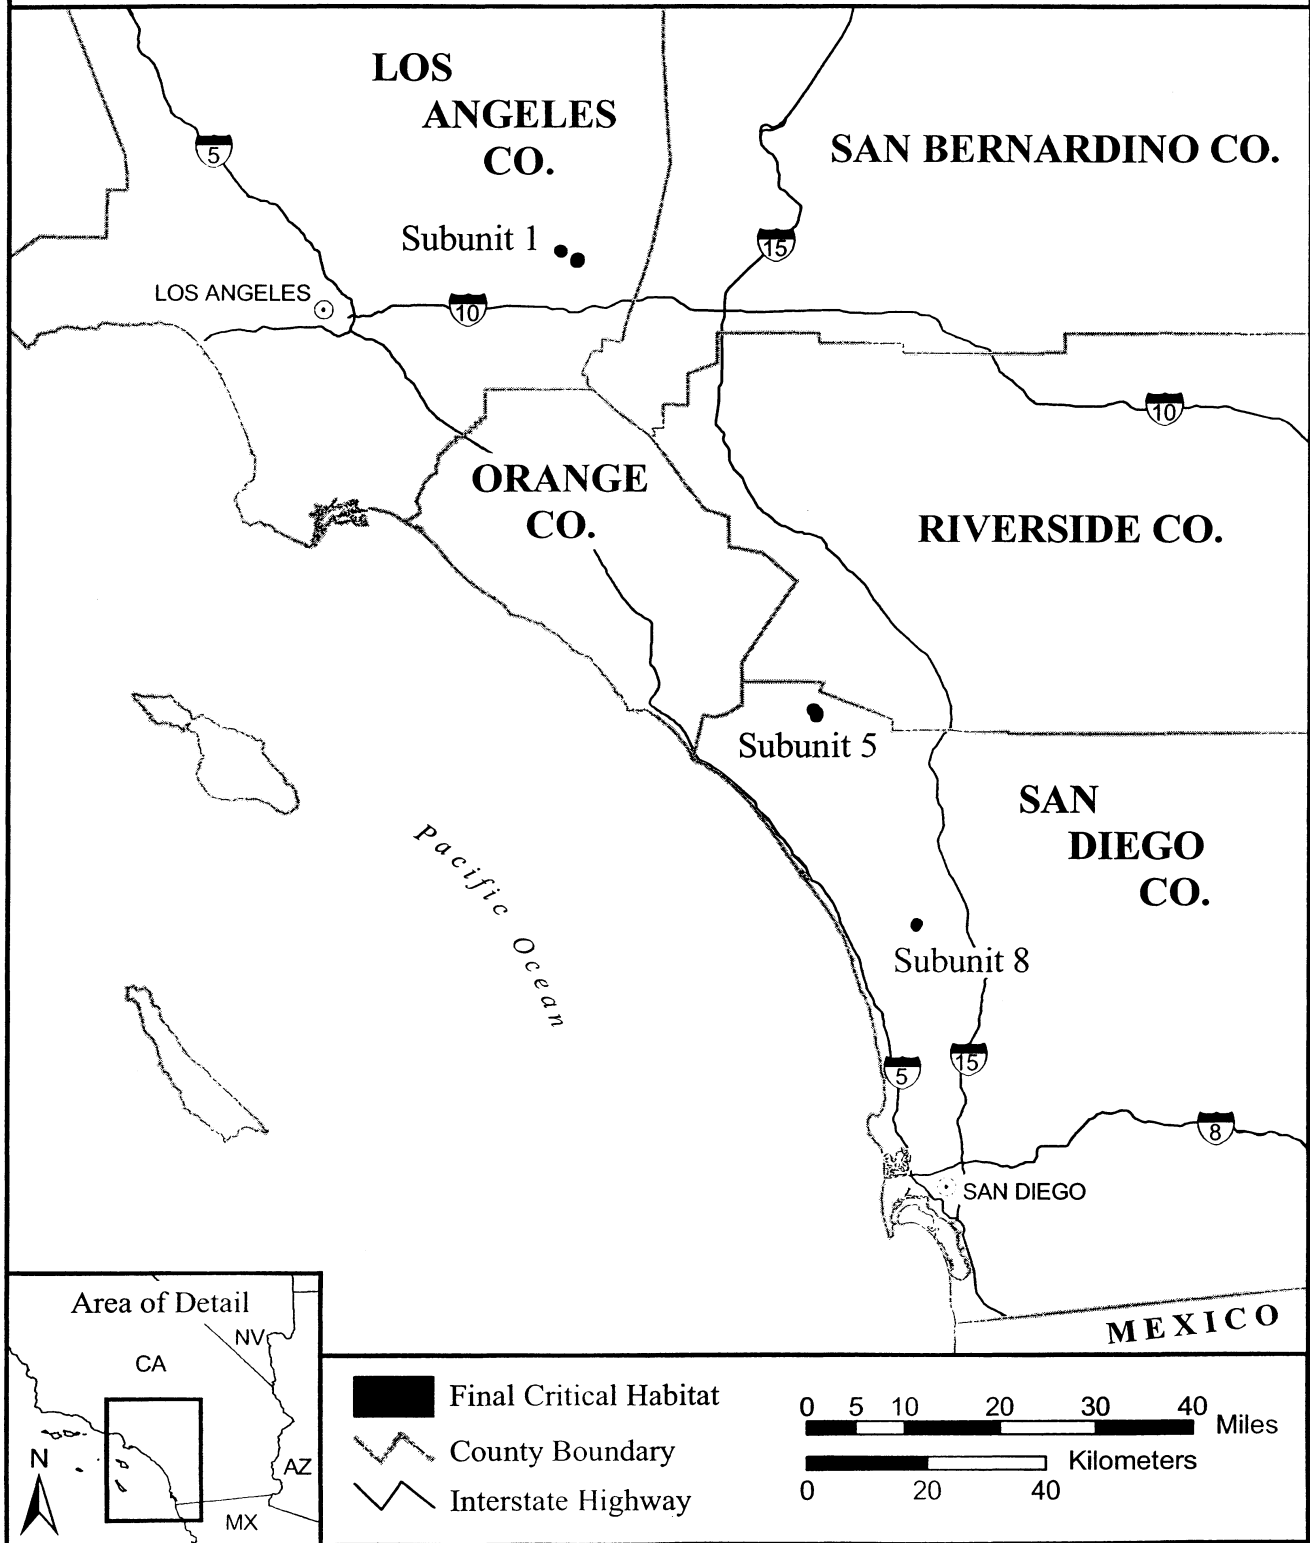 LOS
ANGELES
CO.
5
SAN BERNARDINO CO.
Subunit 1
15
LOS ANGELES
10
10
ORANGE
CO.
RIVERSIDE CO.
Subunit 5
SAN
DIEGO
CO.
Pacific Ocean
Subunit 8
5
15
8
SAN DIEGO
MEXICO
Area of Detail
NV
CA
AZ
N
MX
Final Critical Habitat
County Boundary
Interstate Highway
0 5 10 20 30 40
Miles
Kilometers
0 20 40